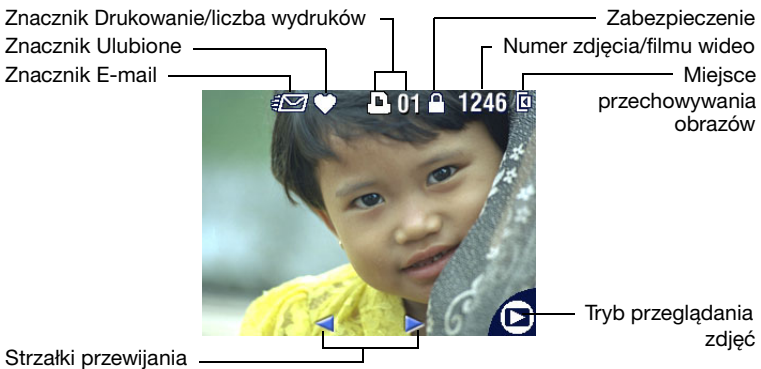 Znacznik Drukowanie/liczba wydruków
Znacznik Ulubione
Znacznik E-mail
Zabezpieczenie
Numer zdjęcia/filmu wideo
Miejsce
przechowywania
obrazów
01
1246
Tryb przeglądania
zdjęć
Strzałki przewijania